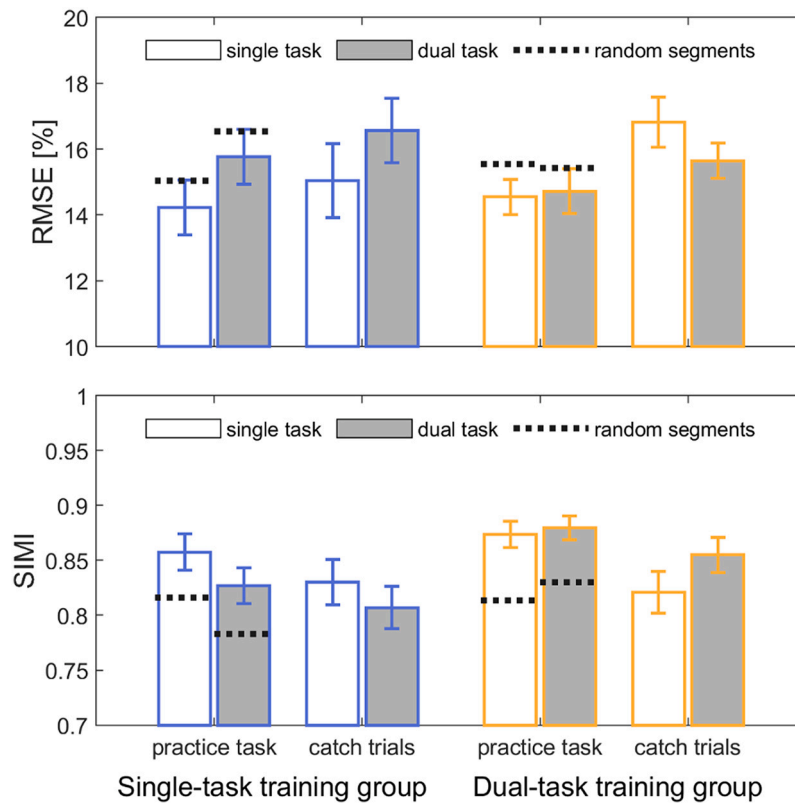 20
single task dual task random segments
18
16
14
12
10
RMSE [%]
1
single task dual task random segments
0.95
0.9
0.85
0.8
0.75
0.7
SIMI
practice task catch trials practice task catch trials
Single-task training group Dual-task training group